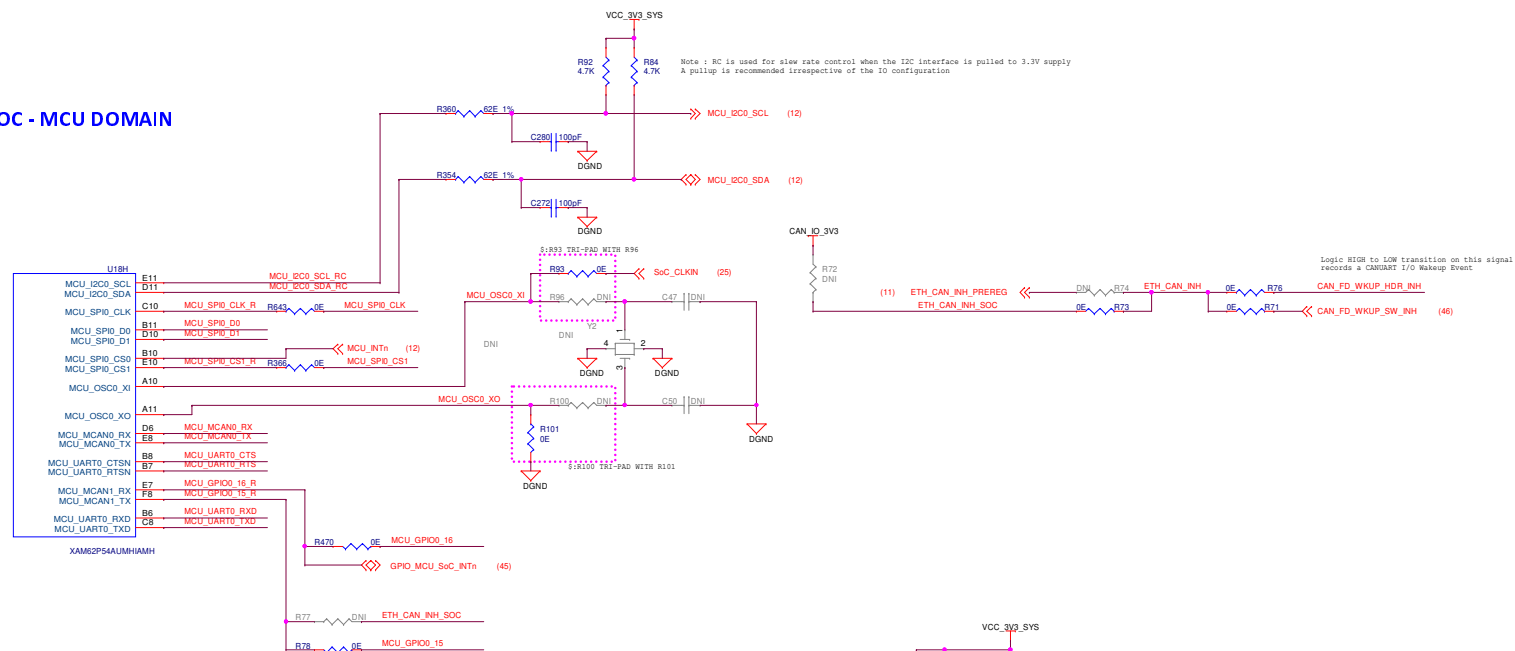 VCC_3V3_SYS
R92
4.7K
R84
4.7K
Note : RC is used for slew rate control when the I2C interface is pulled to 3.3V supply
A pullup is recommended irrespective of the IO configuration
OC - MCU DOMAIN
R360
62E 1%
MCU_I2C0_SCL
(12)
C280
100pF
DGND
R354
62E 1%
MCU_I2C0_SDA
(12)
C272
100pF
DGND
CAN_IO_3V3
R72
DNI
$:R93 TRI-PAD WITH R96
R93
0E
SoC_CLKIN
(25)
Logic HIGH to LOW transition on this signal
records a CANUART I/O Wakeup Event
U18H
MCU_I2C0_SCL
E11
MCU_I2C0_SCL_RC
MCU_I2C0_SDA
D11
MCU_I2C0_SDA_RC
MCU_OSC0_XI
R96
DNI
C47
DNI
(11)
ETH_CAN_INH_PREREG
DNI
R74
ETH_CAN_INH
0E
R76
CAN_FD_WKUP_HDR_INH
ETH_CAN_INH_SOC
0E
R73
0E
R71
CAN_FD_WKUP_SW_INH
(46)
MCU_SPI0_CLK
C10
MCU_SPI0_CLK_R
R643
0E
MCU_SPI0_CLK
MCU_SPI0_D0
B11
MCU_SPI0_D0
MCU_SPI0_D1
D10
MCU_SPI0_D1
Y2
DNI
DNI
1
4
2
3
DGND
DGND
MCU_SPI0_CS0
B10
MCU_INTn
(12)
MCU_SPI0_CS1
E10
MCU_SPI0_CS1_R
R366
0E
MCU_SPI0_CS1
MCU_OSC0_XI
A10
MCU_OSC0_XO
A11
MCU_OSC0_XO
R100
DNI
C50
DNI
DGND
R101
0E
$:R100 TRI-PAD WITH R101
DGND
MCU_MCAN0_RX
D6
MCU_MCAN0_RX
MCU_MCAN0_TX
E8
MCU_MCAN0_TX
MCU_UART0_CTSN
B8
MCU_UART0_CTS
MCU_UART0_RTSN
B7
MCU_UART0_RTS
MCU_MCAN1_RX
E7
MCU_GPIO0_16_R
MCU_MCAN1_TX
F8
MCU_GPIO0_15_R
MCU_UART0_RXD
B6
MCU_UART0_RXD
MCU_UART0_TXD
C8
MCU_UART0_TXD
XAM62P54AUMHIAMH
R470
0E
MCU_GPIO0_16
GPIO_MCU_SoC_INTn
(45)
R77
DNI
ETH_CAN_INH_SOC
R78
0E
MCU_GPIO0_15
VCC_3V3_SYS